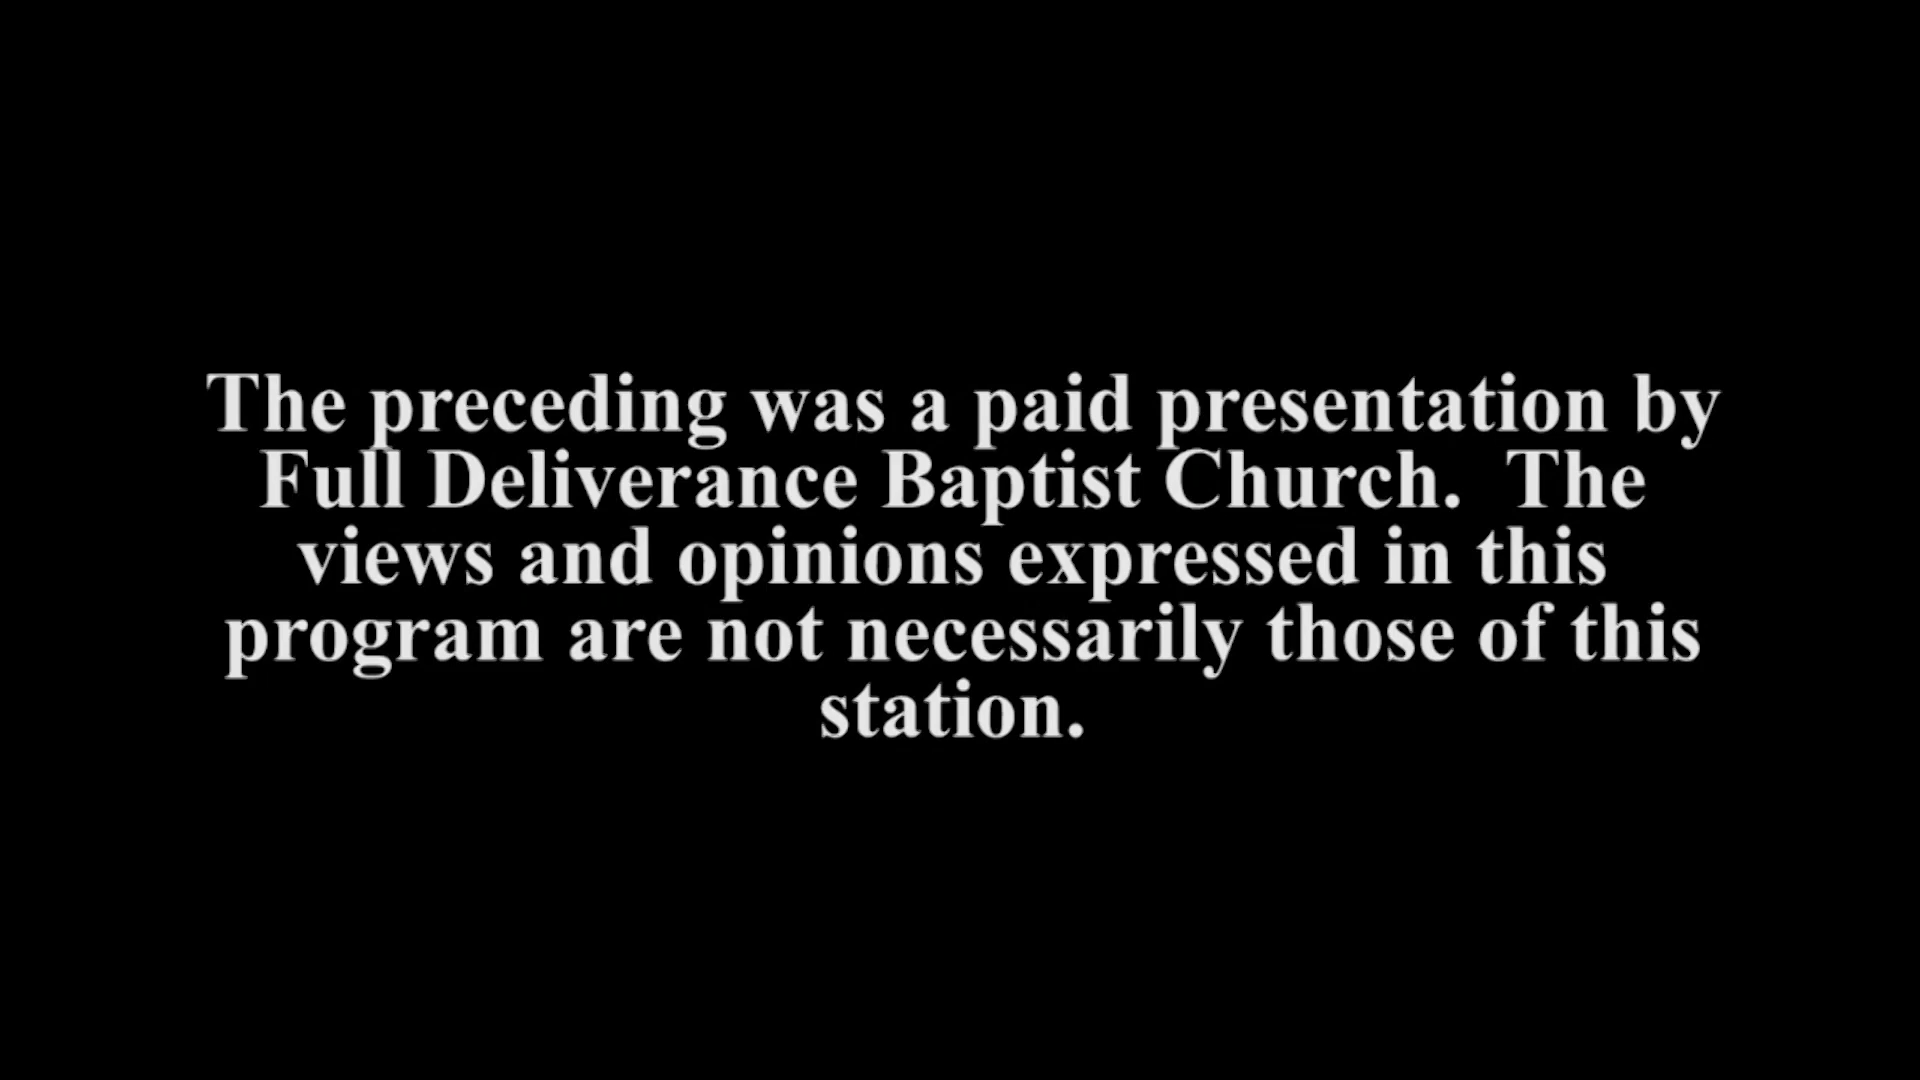 The preceding was a paid presentation by
Full Deliverance Baptist Church.  The
views and opinions expressed in this
program are not necessarily those of this
station.